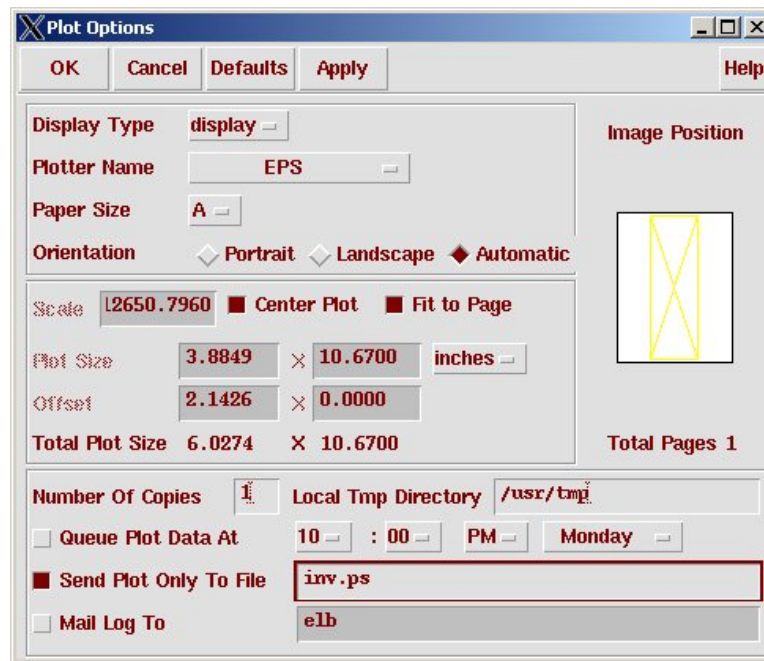 Plot Options
OK Cancel Defaults Apply Help
Display Type display
Image Position
Plotter Name EPS
Paper Size A
Orientation Portrait Landscape Automatic
Scale 12650.7960 Center Plot Fit to Page
Plot Size 3.8849 X 10.6700 inches
Offset 2.1426 X 0.0000
Total Plot Size 6.0274 X 10.6700 Total Pages 1
Number Of Copies 1 Local Tmp Directory /usr/tmp
Queue Plot Data At 10 : 00 PM Monday
Send Plot Only To File inv.ps
Mail Log To elb